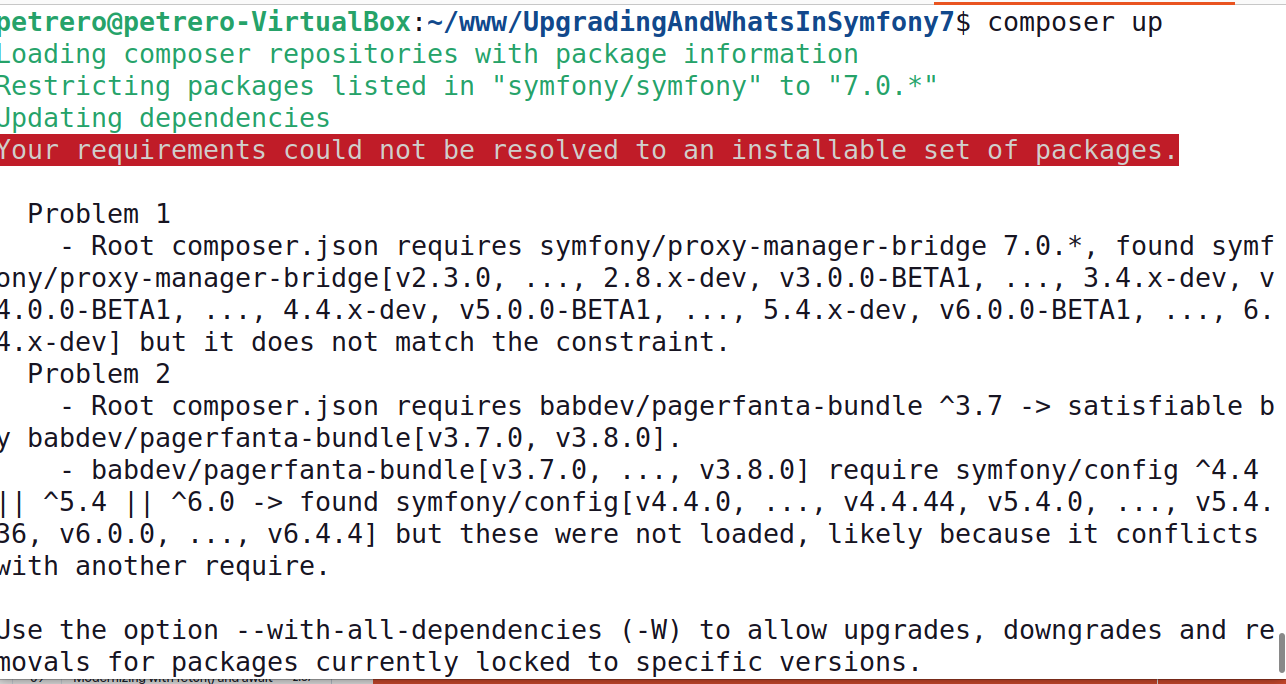 petrero@petrero-VirtualBox:~/www/UpgradingAndWhatsInSymfony7$ composer up
Loading composer repositories with package information
Restricting packages listed in "symfony/symfony" to "7.0.*"
Updating dependencies
Your requirements could not be resolved to an installable set of packages.
Problem 1
- Root composer.json requires symfony/proxy-manager-bridge 7.0.*, found symf
ony/proxy-manager-bridge[v2.3.0, ..., 2.8.x-dev, v3.0.0-BETA1, ..., 3.4.x-dev, v
4.0.0-BETA1, ..., 4.4.x-dev, v5.0.0-BETA1, ..., 5.4.x-dev, v6.0.0-BETA1, ..., 6.
4.x-dev] but it does not match the constraint.
Problem 2
- Root composer.json requires babdev/pagerfanta-bundle ^3.7 -> satisfiable b
y babdev/pagerfanta-bundle[v3.7.0, v3.8.0].
- babdev/pagerfanta-bundle[v3.7.0, ..., v3.8.0] require symfony/config ^4.4
|| ^5.4 || ^6.0 -> found symfony/config[v4.4.0, ..., v4.4.44, v5.4.0, ..., v5.4.
36, v6.0.0, ..., v6.4.4] but these were not loaded, likely because it conflicts
with another require.
Use the option --with-all-dependencies (-W) to allow upgrades, downgrades and re
movals for packages currently locked to specific versions.